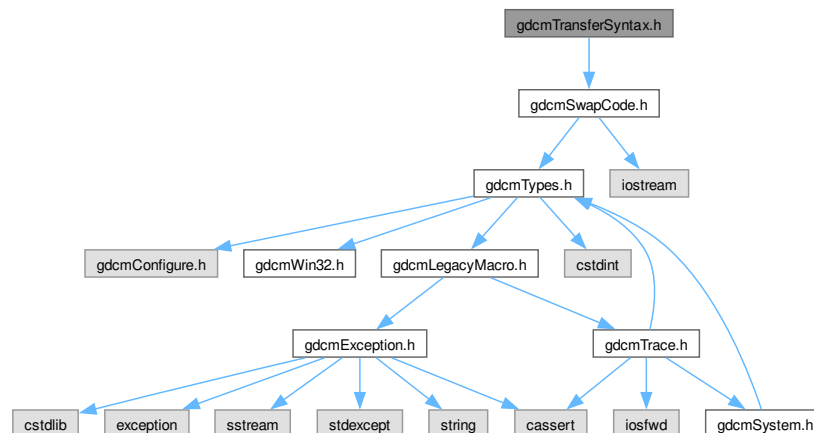 gdcmTransferSyntax.h
gdcmSwapCode.h
gdcmTypes.h
iostream
gdcmConfigure.h
gdcmWin32.h
gdcmLegacyMacro.h
cstdint
gdcmException.h
gdcmTrace.h
cstdlib
exception
sstream
stdexcept
string
cassert
iosfwd
gdcmSystem.h